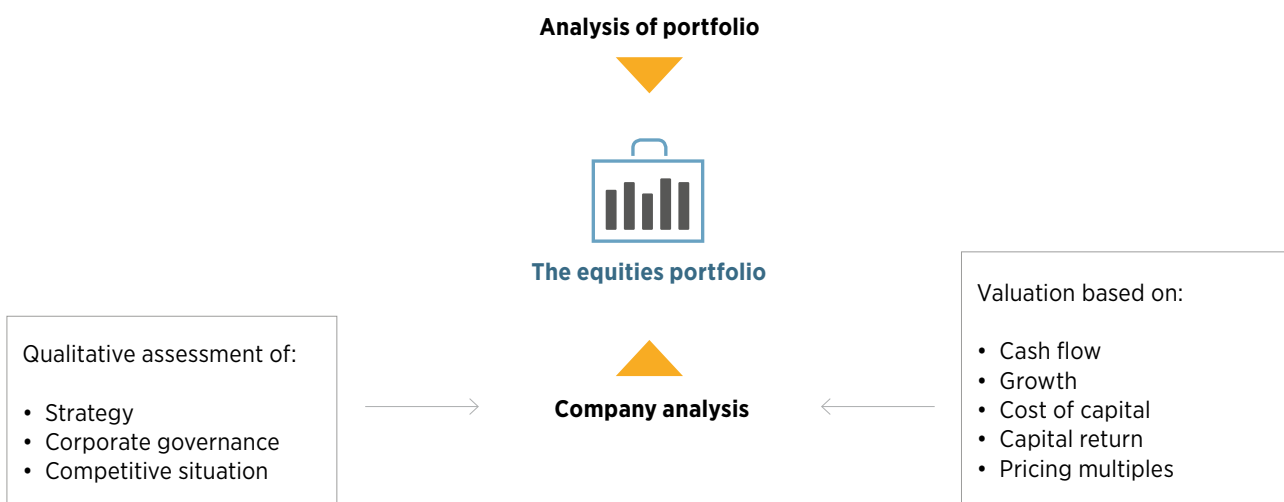 Analysis of portfolio
The equities portfolio
Qualitative assessment of:
• Strategy
• Corporate governance
• Competitive situation
Company analysis
Valuation based on:
• Cash flow
• Growth
• Cost of capital
• Capital return
• Pricing multiples